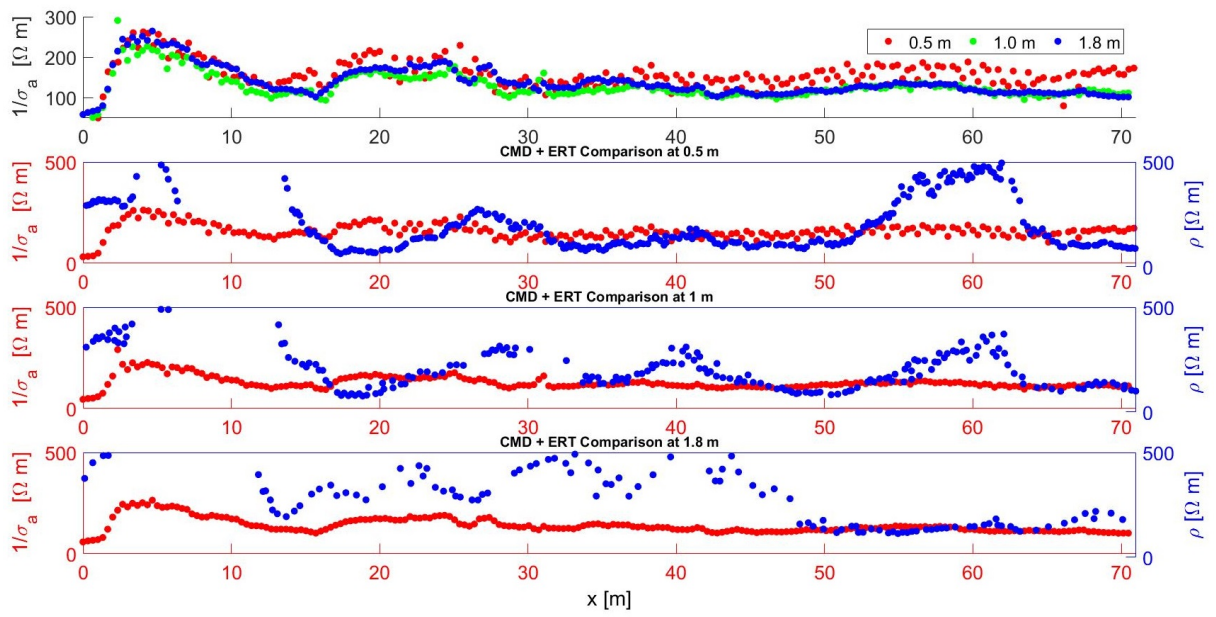 300
200
100
1/σa [Ω m]
0.5 m 1.0 m 1.8 m
0 10 20 30 40 50 60 70
CMD + ERT Comparison at 0.5 m
500
0
1/σa [Ω m]
500
0
ρ [Ω m]
0 10 20 30 40 50 60 70
CMD + ERT Comparison at 1 m
500
0
1/σa [Ω m]
500
0
ρ [Ω m]
0 10 20 30 40 50 60 70
CMD + ERT Comparison at 1.8 m
500
0
1/σa [Ω m]
500
0
ρ [Ω m]
0 10 20 30 40 50 60 70
x [m]